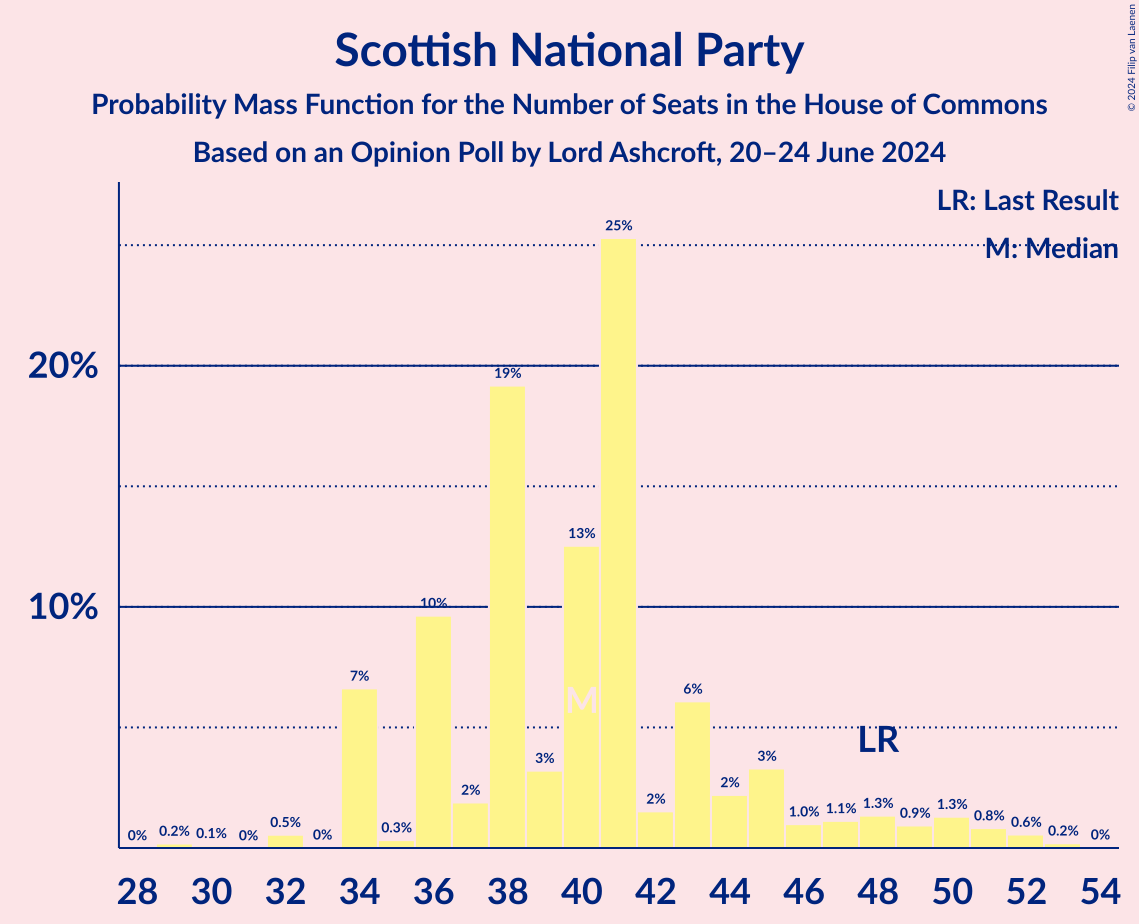 Scottish National Party
Probability Mass Function for the Number of Seats in the House of Commons
Based on an Opinion Poll by Lord Ashcroft, 20–24 June 2024
© 2024 Filip van Laenen
LR: Last Result
M: Median
25%
20%
19%
13%
10%
10%
7%
6%
M
LR
3%
3%
2%
2%
2%
0% 0.2% 0.1% 0% 0.5% 0% 0.3% 1.0% 1.1% 1.3% 0.9% 1.3% 0.8% 0.6% 0.2% 0%
28 30 32 34 36 38 40 42 44 46 48 50 52 54